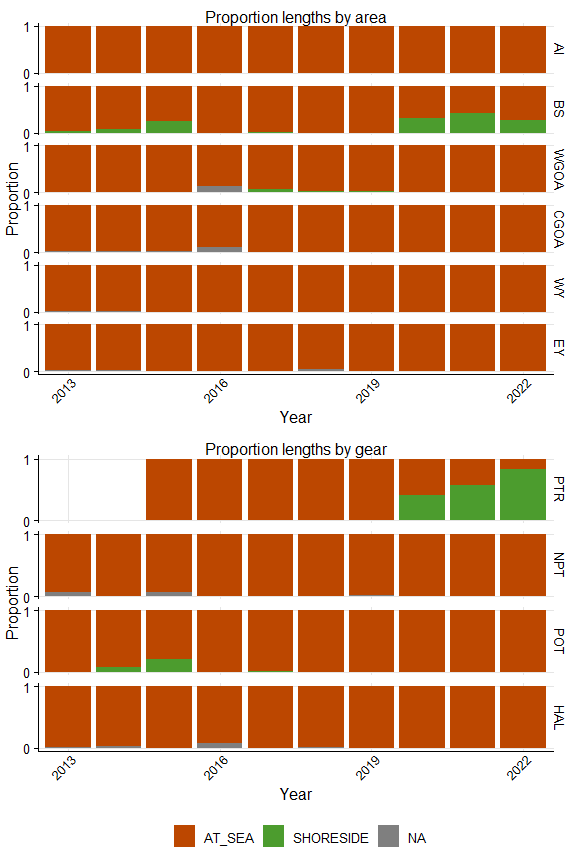 Proportion lengths by area
1
0
AI
1
0
BS
1
0
WGOA
1
0
CGOA
1
0
WY
1
0
EY
Proportion
2013 2016 2019 2022
Year
Proportion lengths by gear
1
0
PTR
1
0
NPT
1
0
POT
1
0
HAL
Proportion
2013 2016 2019 2022
Year
AT_SEA SHORESIDE NA